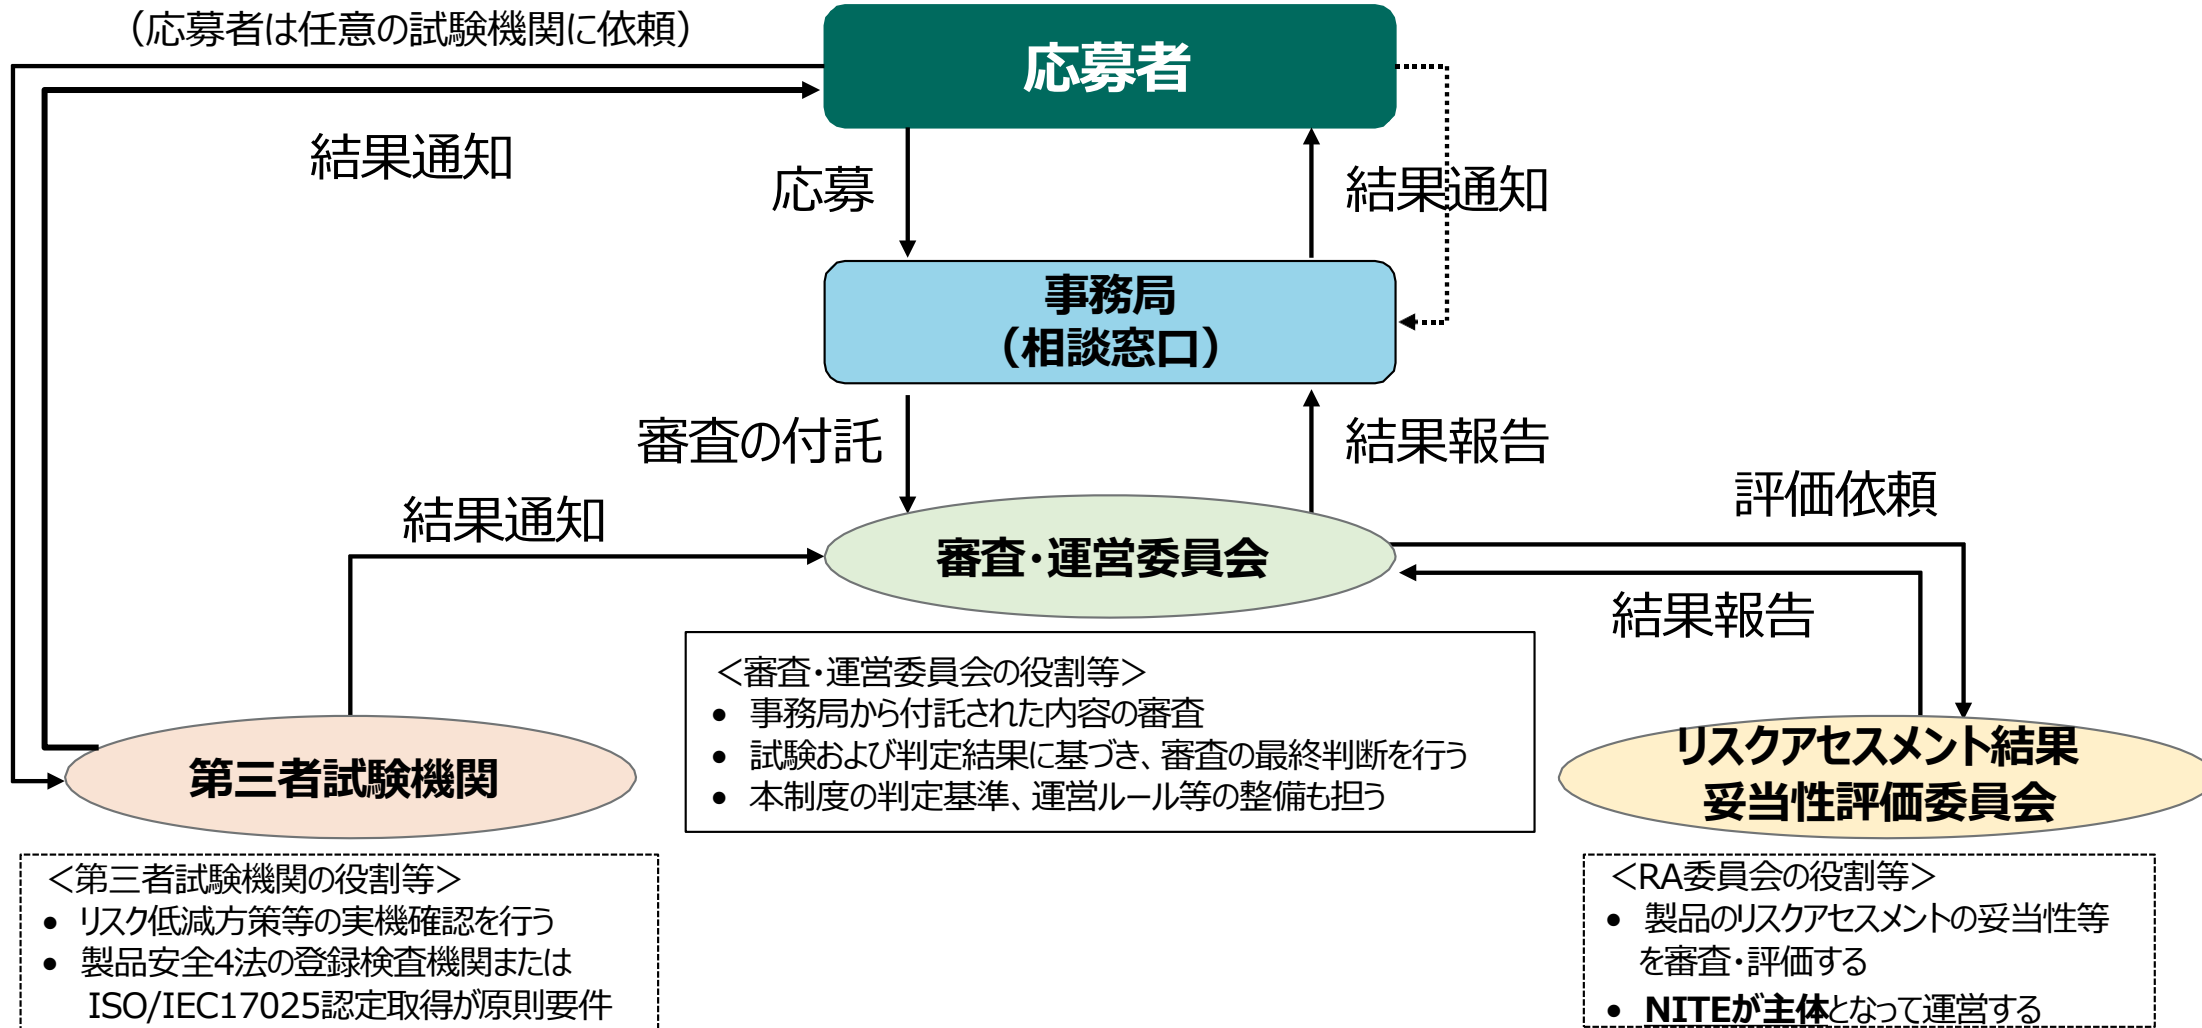 （応募者は任意の試験機関に依頼）
応募者
結果通知
応募
結果通知
事務局
（相談窓口）
審査の付託
結果報告
結果通知
評価依頼
審査・運営委員会
結果報告
＜審査・運営委員会の役割等＞
• 事務局から付託された内容の審査
• 試験および判定結果に基づき、審査の最終判断を行う
• 本制度の判定基準、運営ルール等の整備も担う
第三者試験機関
リスクアセスメント結果
妥当性評価委員会
＜第三者試験機関の役割等＞
• リスク低減方策等の実機確認を行う
• 製品安全4法の登録検査機関または
ISO/IEC17025認定取得が原則要件
＜RA委員会の役割等＞
• 製品のリスクアセスメントの妥当性等
を審査・評価する
• NITEが主体となって運営する